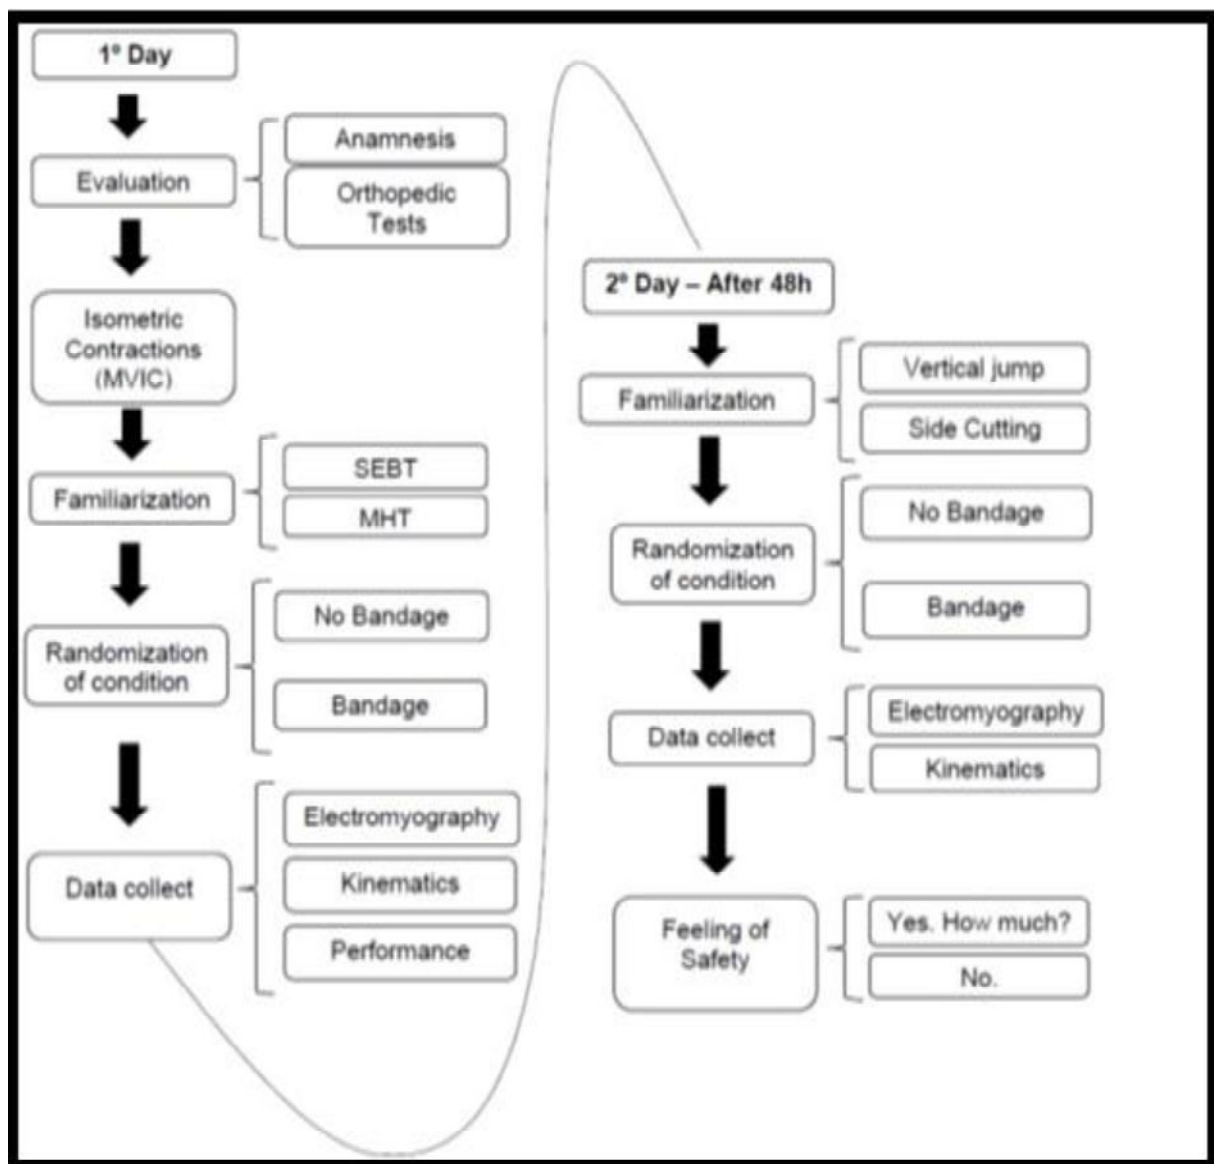 1º Day
Evaluation
Anamnesis
Orthopedic
Tests
Isometric
Contractions
(MVIC)
Familiarization
SEBT
MHT
Randomization
of condition
No Bandage
Bandage
Data collect
Electromyography
Kinematics
Performance
2º Day – After 48h
Familiarization
Vertical jump
Side Cutting
Randomization
of condition
No Bandage
Bandage
Data collect
Electromyography
Kinematics
Feeling of
Safety
Yes. How much?
No.